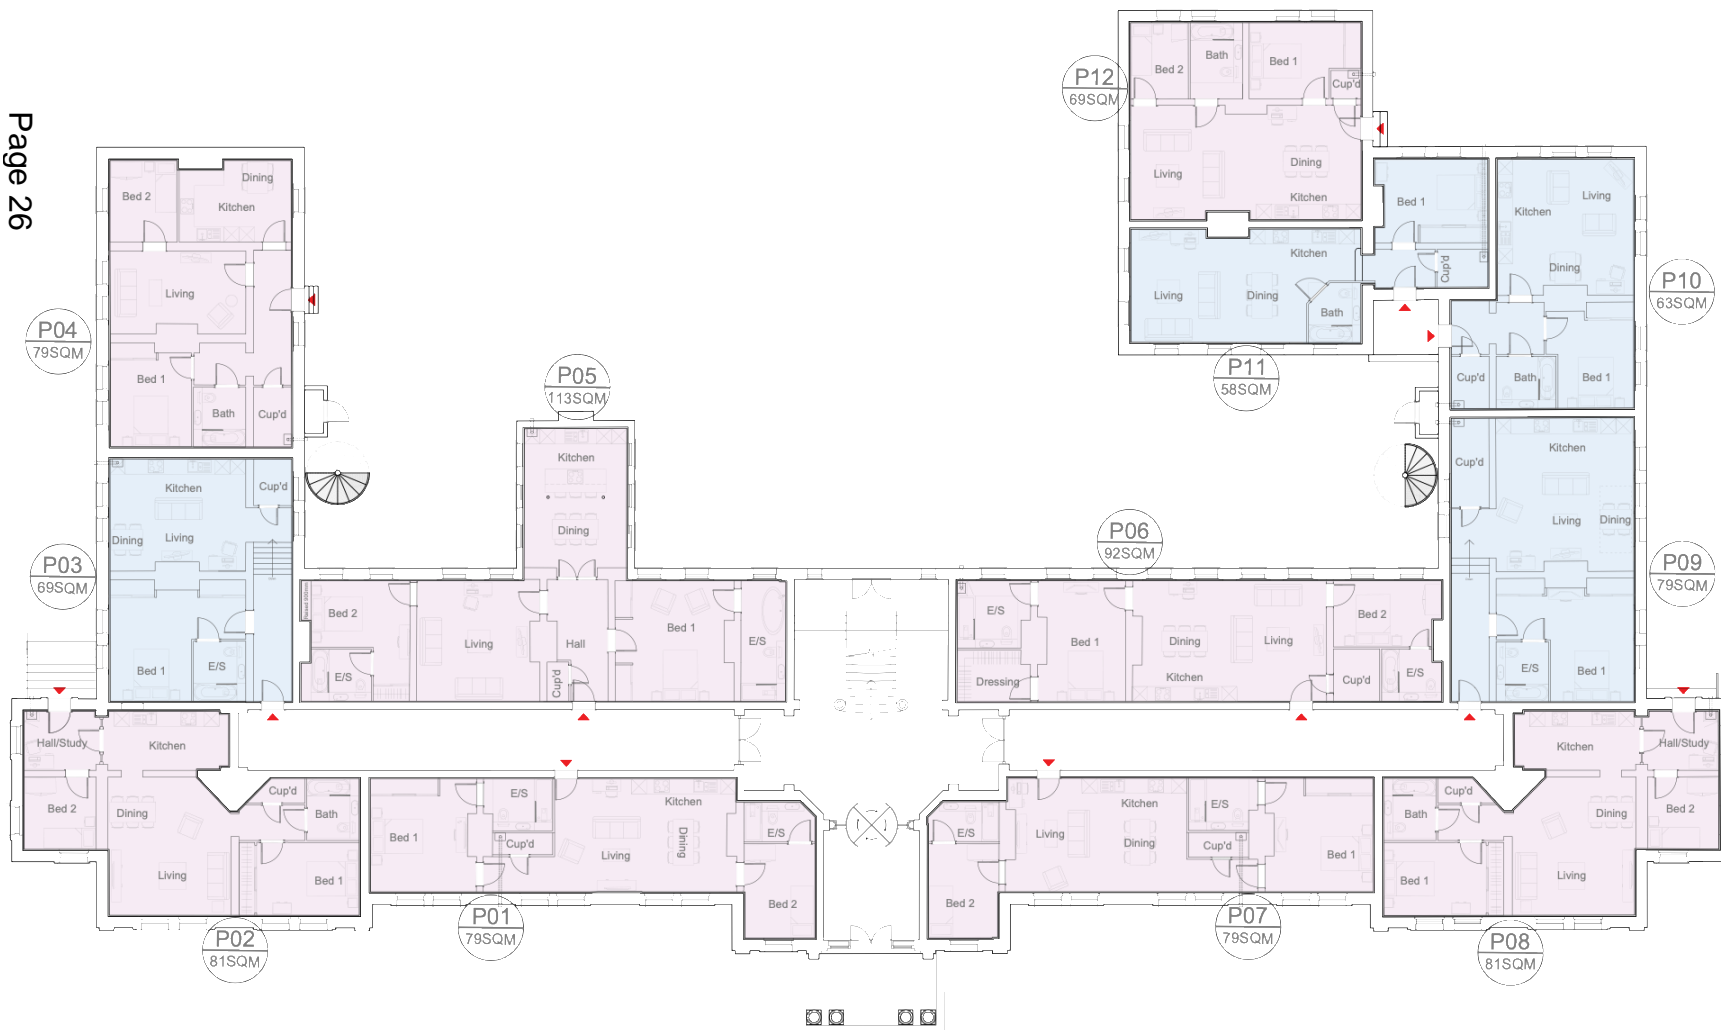 Page 26
P12
69SQM
Bed 2
Bath
Bed 1
Cup'd
Living
Dining
Kitchen
P11
58SQM
Kitchen
Living
Dining
Bath
Bed 1
Cup'd
P10
63SQM
Living
Kitchen
Dining
Cup'd
Bath
Bed 1
P04
79SQM
Bed 2
Dining
Kitchen
Living
Bed 1
Bath
Cup'd
P03
69SQM
Kitchen
Cup'd
Dining
Living
Bed 1
E/S
P05
113SQM
Kitchen
Dining
Bed 2
Living
Hall
Bed 1
E/S
E/S
Cup'd
P06
92SQM
E/S
Bed 1
Dining
Living
Bed 2
Dressing
Kitchen
Cup'd
E/S
P09
79SQM
Kitchen
Cup'd
Living
Dining
E/S
Bed 1
P02
81SQM
Hall/Study
Kitchen
Bed 2
Dining
Cup'd
Bath
Living
Bed 1
P01
79SQM
E/S
Kitchen
Bed 1
Cup'd
Living
Dining
E/S
Bed 2
P07
79SQM
E/S
Living
Kitchen
Dining
E/S
Cup'd
Bed 1
Bed 2
P08
81SQM
Kitchen
Hall/Study
Cup'd
Bath
Dining
Bed 2
Bed 1
Living